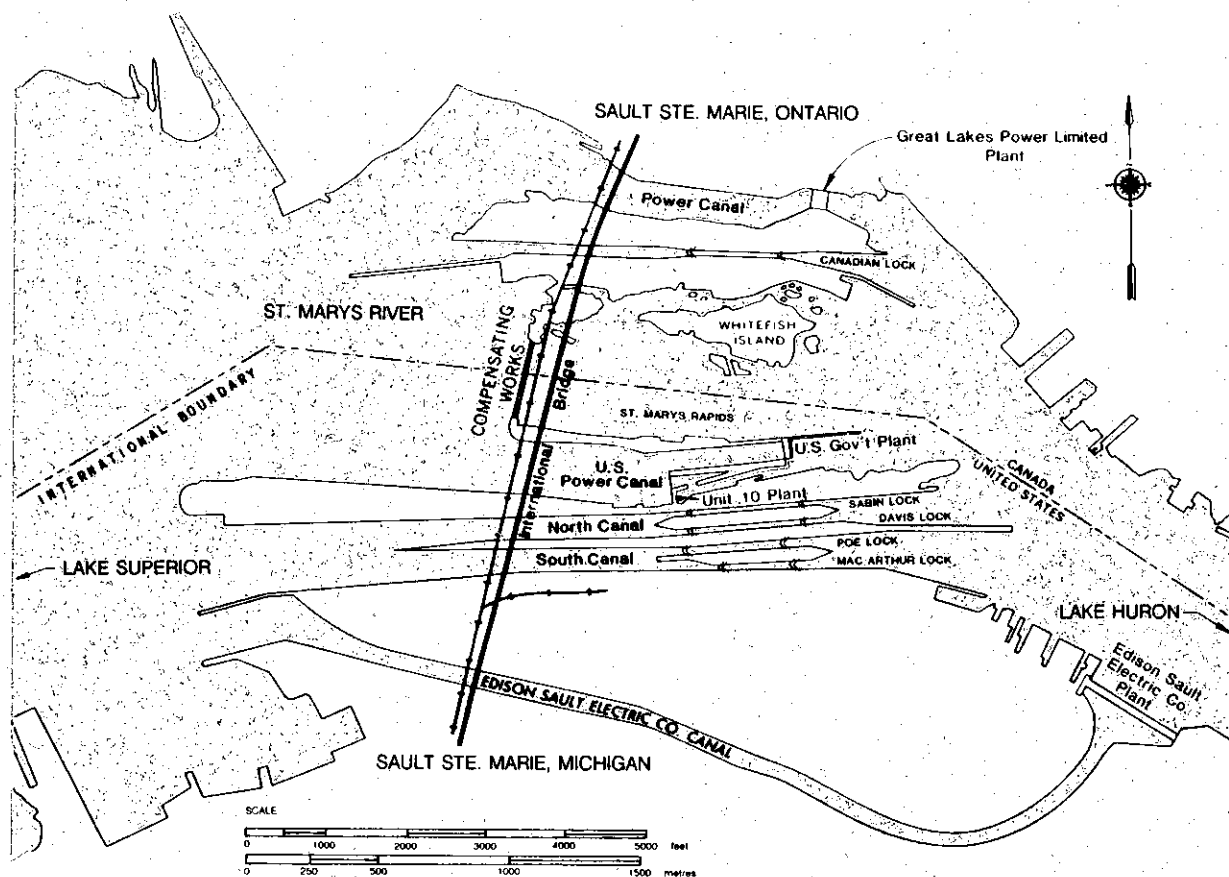 SAULT STE. MARIE, ONTARIO
Great Lakes Power Limited
Plant
Power Canal
CANADIAN LOCK
ST. MARYS RIVER
WHITEFISH
ISLAND
COMPENSATING
WORKS
International Bridge
INTERNATIONAL BOUNDARY
ST. MARYS RAPIDS
U.S. Gov't Plant
U.S.
Power Canal
CANADA
UNITED STATES
Unit 10 Plant
SABIN LOCK
North Canal
DAVIS LOCK
POE LOCK
South Canal
MAC ARTHUR LOCK
LAKE SUPERIOR
LAKE HURON
Edison Sault
Electric Co.
Plant
EDISON SAULT ELECTRIC CO. CANAL
SAULT STE. MARIE, MICHIGAN
SCALE
0 1000 2000 3000 4000 5000 feet
0 250 500 1000 1500 metres